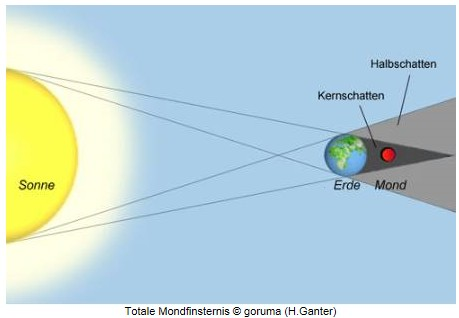 Halbschatten
Kernschatten
Sonne
Erde
Mond
Totale Mondfinsternis © goruma (H.Ganter)